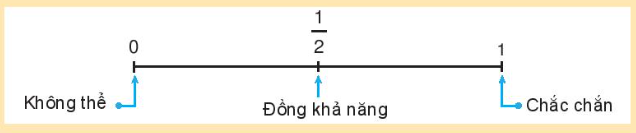 1
2
0
1
Không thể
Đồng khả năng
Chắc chắn